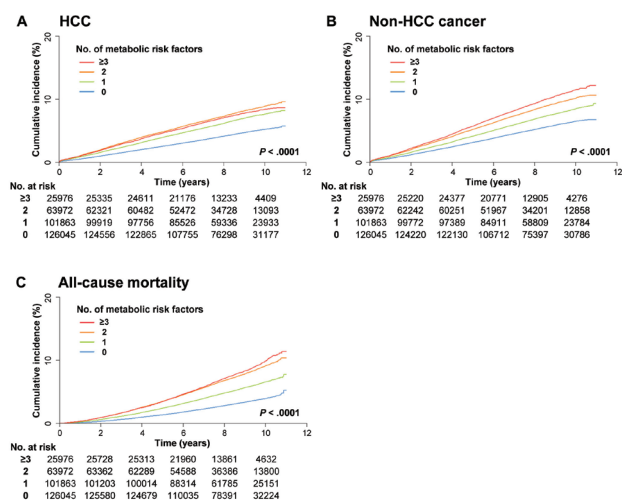 A HCC
No. of metabolic risk factors
≥3
2
1
0
Cumulative incidence (%)
20
10
0
P < .0001
0 2 4 6 8 10 12
Time (years)
No. at risk
≥3 25976 25335 24611 21176 13233 4409
2 63972 62321 60482 52472 34728 13093
1 101863 99919 97756 85526 59336 23933
0 126045 124556 122865 107755 76298 31177
B Non-HCC cancer
No. of metabolic risk factors
≥3
2
1
0
Cumulative incidence (%)
20
10
0
P < .0001
0 2 4 6 8 10 12
Time (years)
No. at risk
≥3 25976 25220 24377 20771 12905 4276
2 63972 62242 60251 51967 34201 12858
1 101863 99772 97389 84911 58809 23784
0 126045 124220 122130 106712 75397 30786
C All-cause mortality
No. of metabolic risk factors
≥3
2
1
0
Cumulative incidence (%)
20
10
0
P < .0001
0 2 4 6 8 10 12
Time (years)
No. at risk
≥3 25976 25728 25313 21960 13861 4632
2 63972 63362 62289 54588 36386 13800
1 101863 101203 100014 88314 61785 25151
0 126045 125580 124679 110035 78391 32224